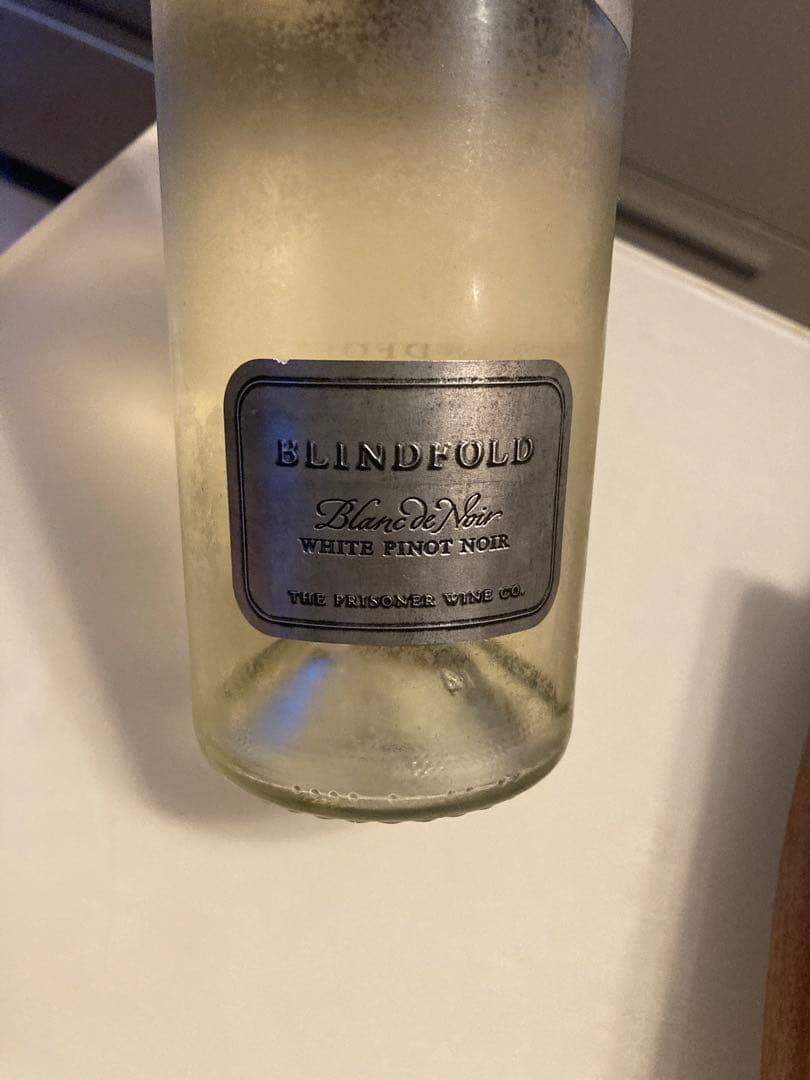 BLINDFOLD
Blanc de Noir
WHITE PINOT NOIR
THE PRISONER WINE CO.